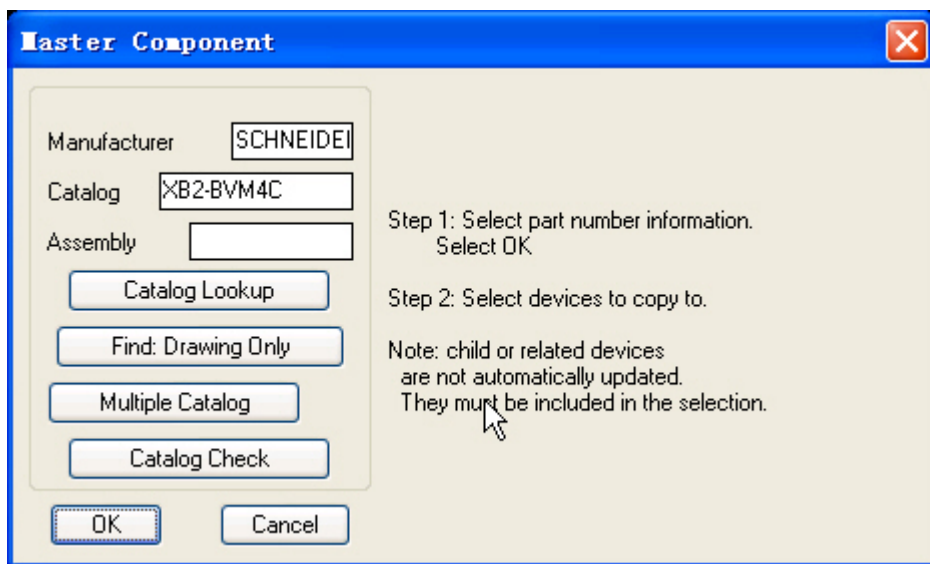 Master Component
Manufacturer SCHNEIDEI
Catalog XB2-BVM4C
Assembly
Catalog Lookup
Find: Drawing Only
Multiple Catalog
Catalog Check
OK Cancel
Step 1: Select part number information.
Select OK
Step 2: Select devices to copy to.
Note: child or related devices
are not automatically updated.
They must be included in the selection.